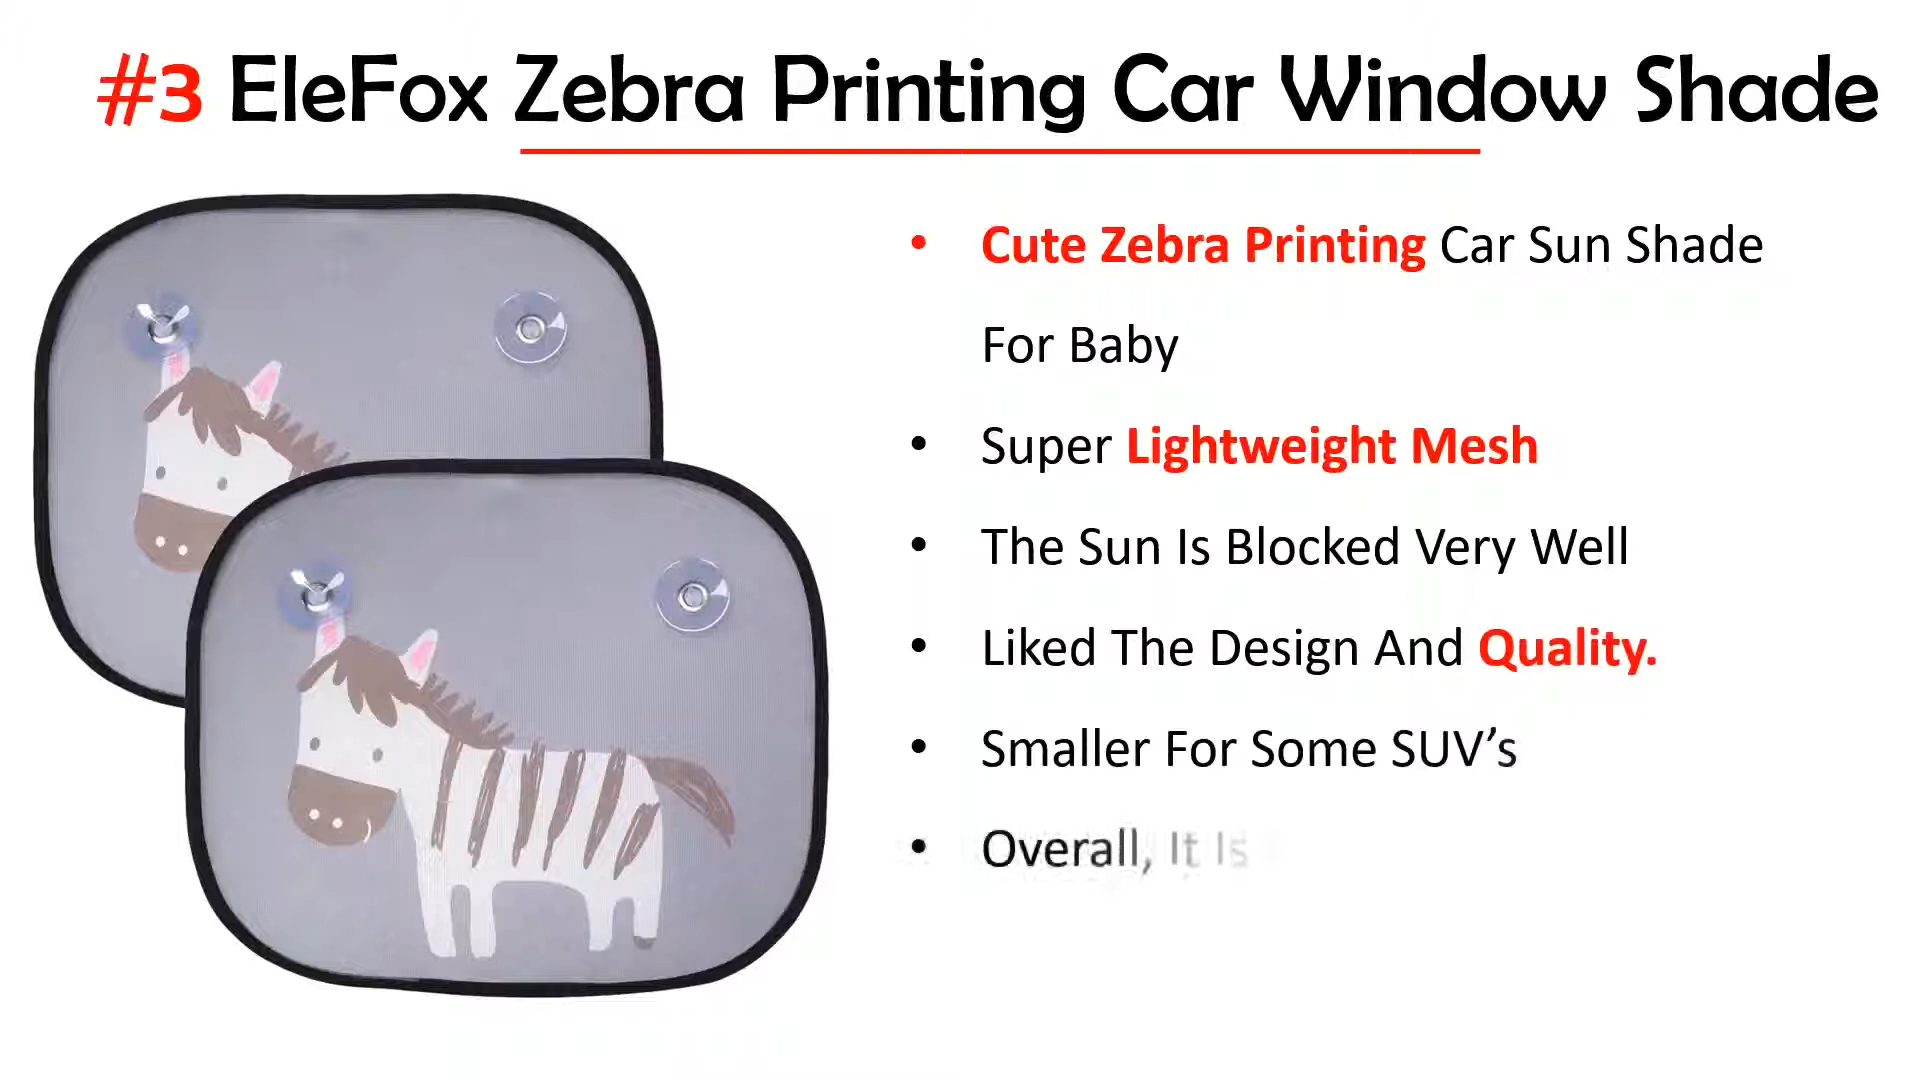 #3 EleFox Zebra Printing Car Window Shade
• Cute Zebra Printing Car Sun Shade
For Baby
• Super Lightweight Mesh
• The Sun Is Blocked Very Well
• Liked The Design And Quality.
• Smaller For Some SUV’s
• Overall, It Is